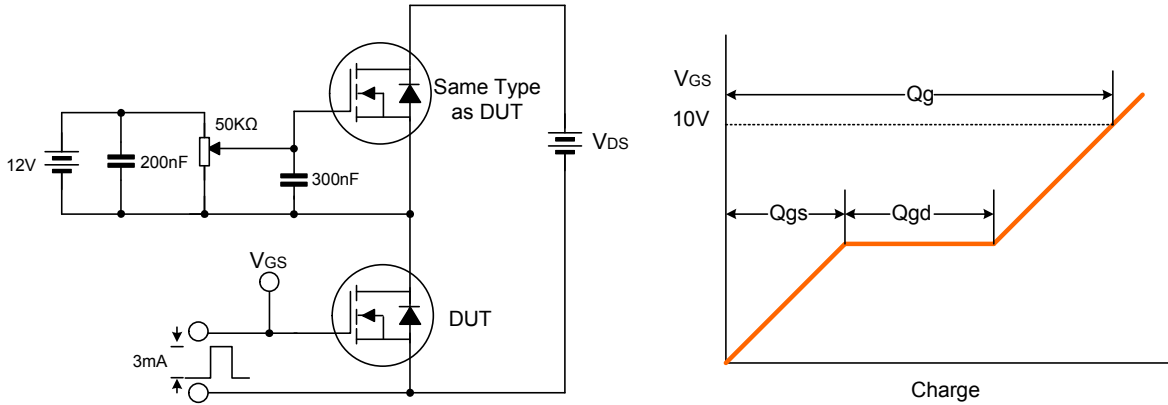 12V
200nF
50KΩ
300nF
Same Type
as DUT
VDS
VGS
3mA
DUT
VGS
10V
Qg
Qgs
Qgd
Charge